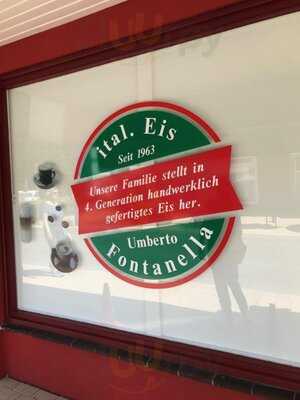 ital. Eis
Seit 1963
Unsere Familie stellt in
4. Generation handwerklich
gefertigtes Eis her.
Umberto
Fontanella